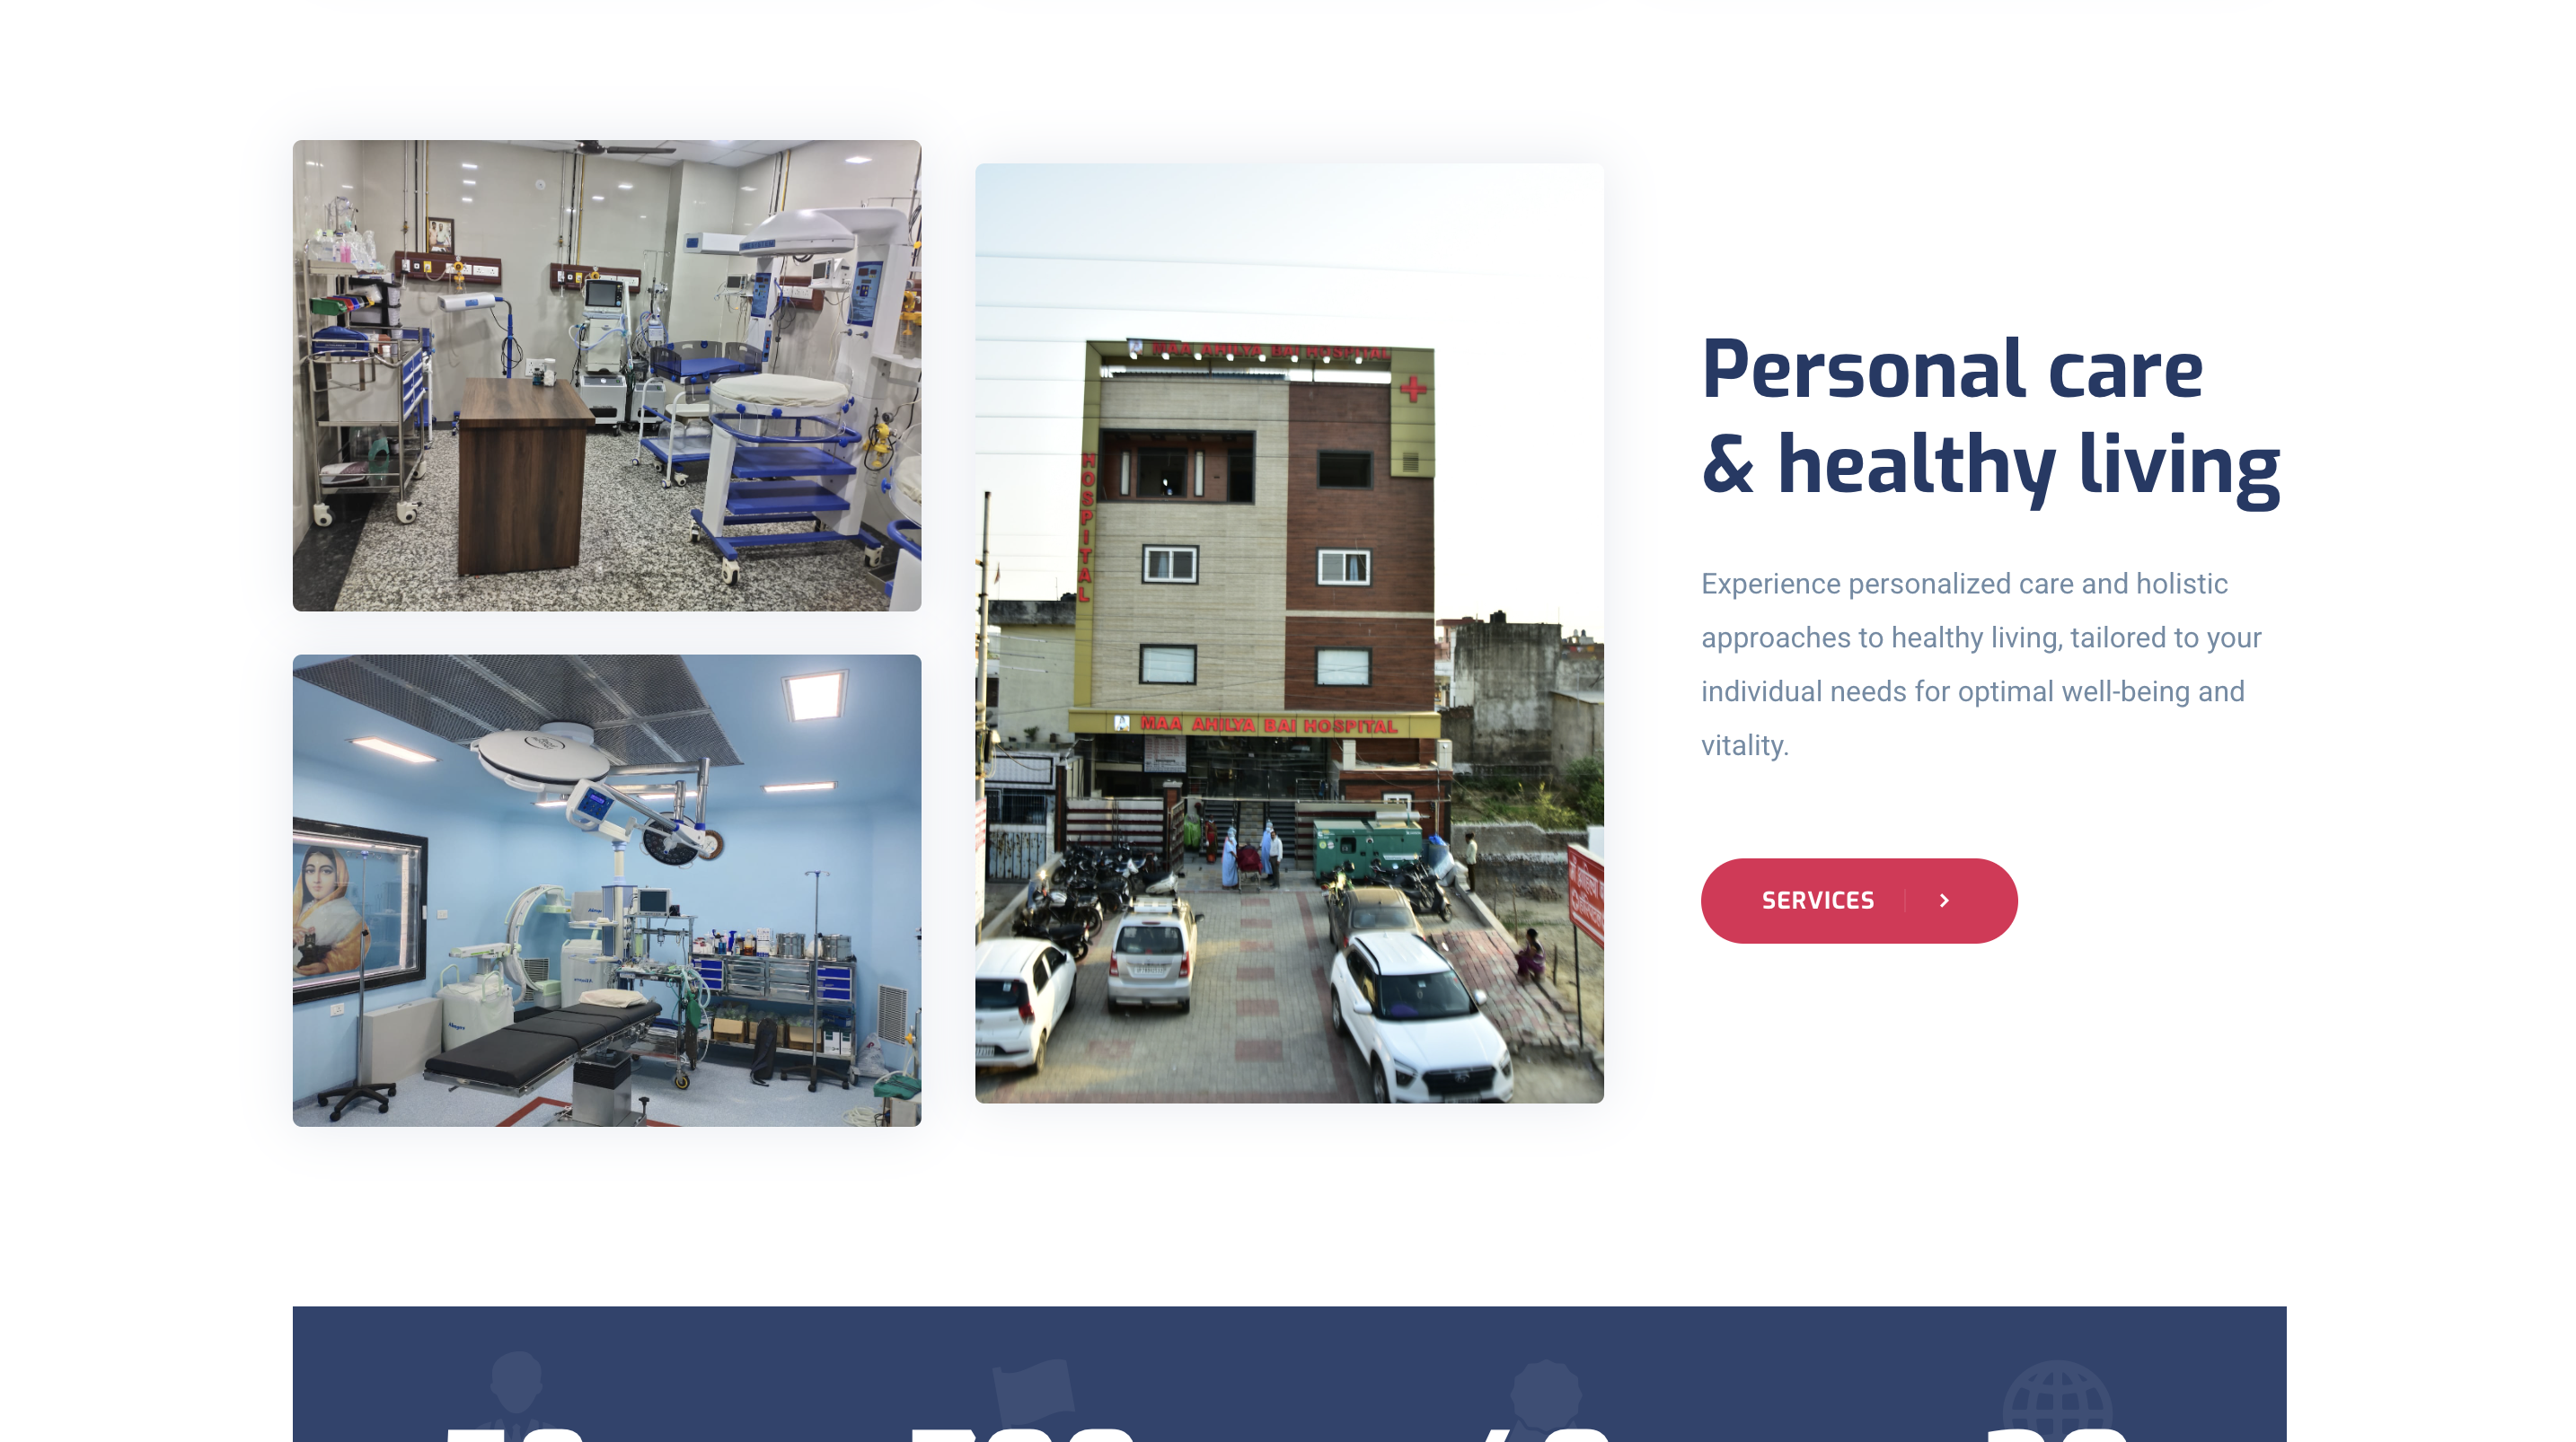 MAA AHILYA BAI HOSPITAL
HOSPITAL
MAA AHILYA BAI HOSPITAL
Personal care
& healthy living
Experience personalized care and holistic
approaches to healthy living, tailored to your
individual needs for optimal well-being and
vitality.
SERVICES